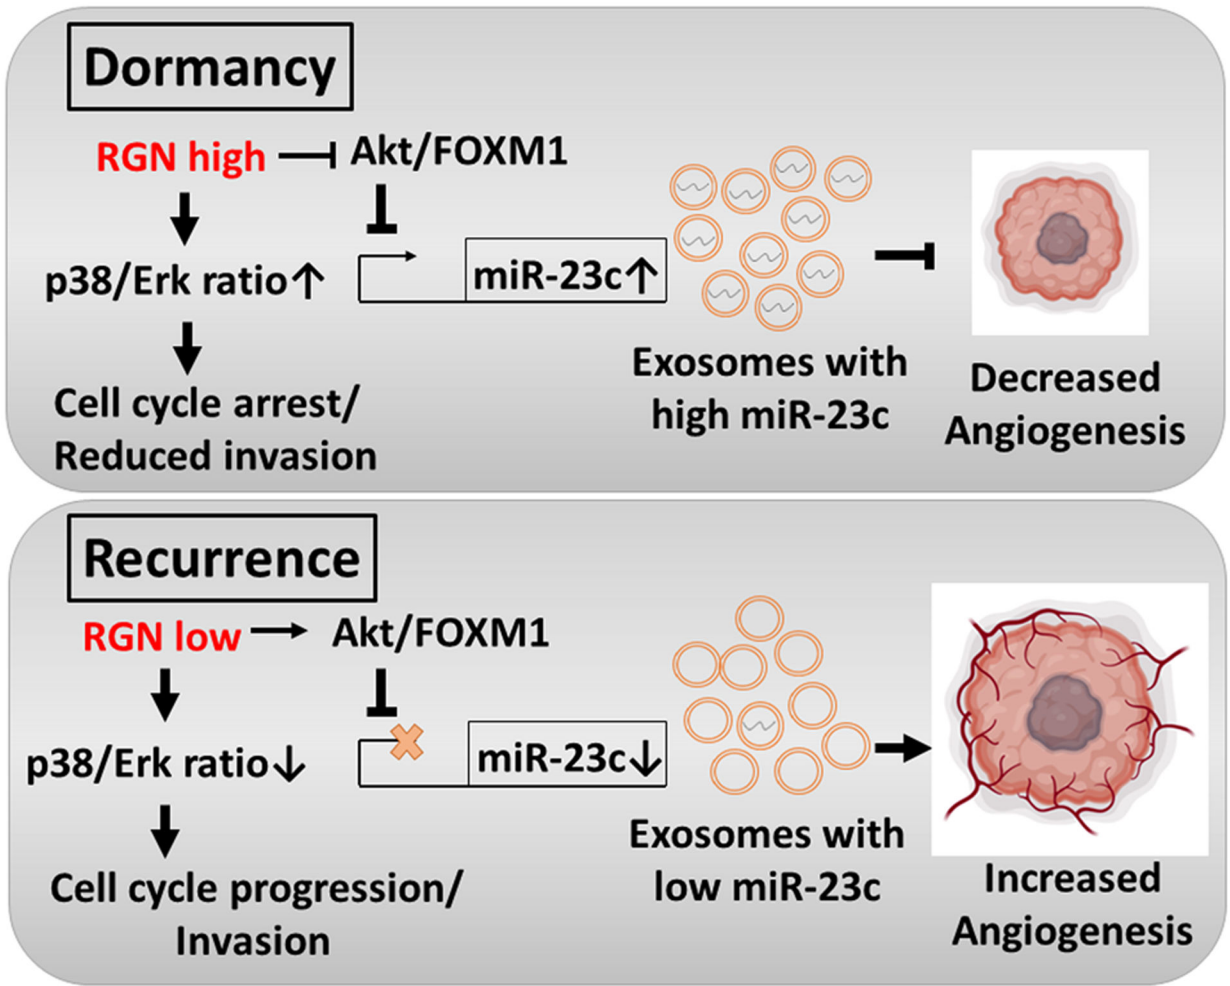 Dormancy
RGN high
Akt/FOXM1
p38/Erk ratio↑
miR-23c↑
Cell cycle arrest/
Reduced invasion
Exosomes with
high miR-23c
Decreased
Angiogenesis
Recurrence
RGN low
Akt/FOXM1
p38/Erk ratio↓
miR-23c↓
Cell cycle progression/
Invasion
Exosomes with
low miR-23c
Increased
Angiogenesis